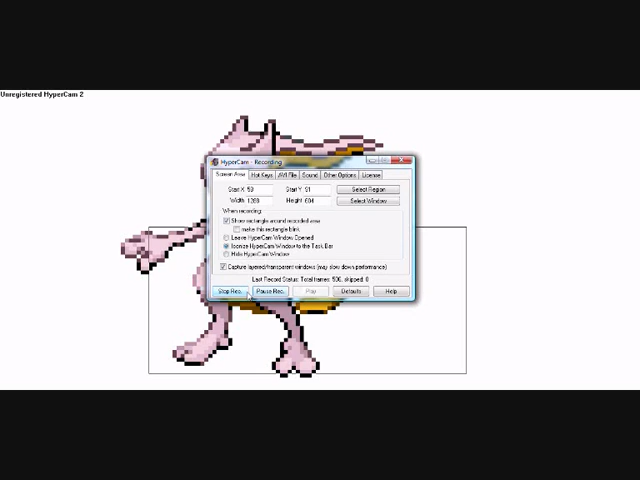 Unregistered HyperCam 2
HyperCam - Recording
Screen Area Hot Keys AVI File Sound Other Options License
Start X 53 Start Y 91 Select Region
Width 1288 Height 604 Select Window
When recording:
Show rectangle around recorded area
make this rectangle blink
Leave HyperCam Window Opened
Iconize HyperCam Window to the Task Bar
Hide HyperCam Window
Capture layered/transparent windows (may slow down performance)
Last Record Status: Total frames: 506, skipped: 0
Stop Rec. Pause Rec. Play Defaults Help